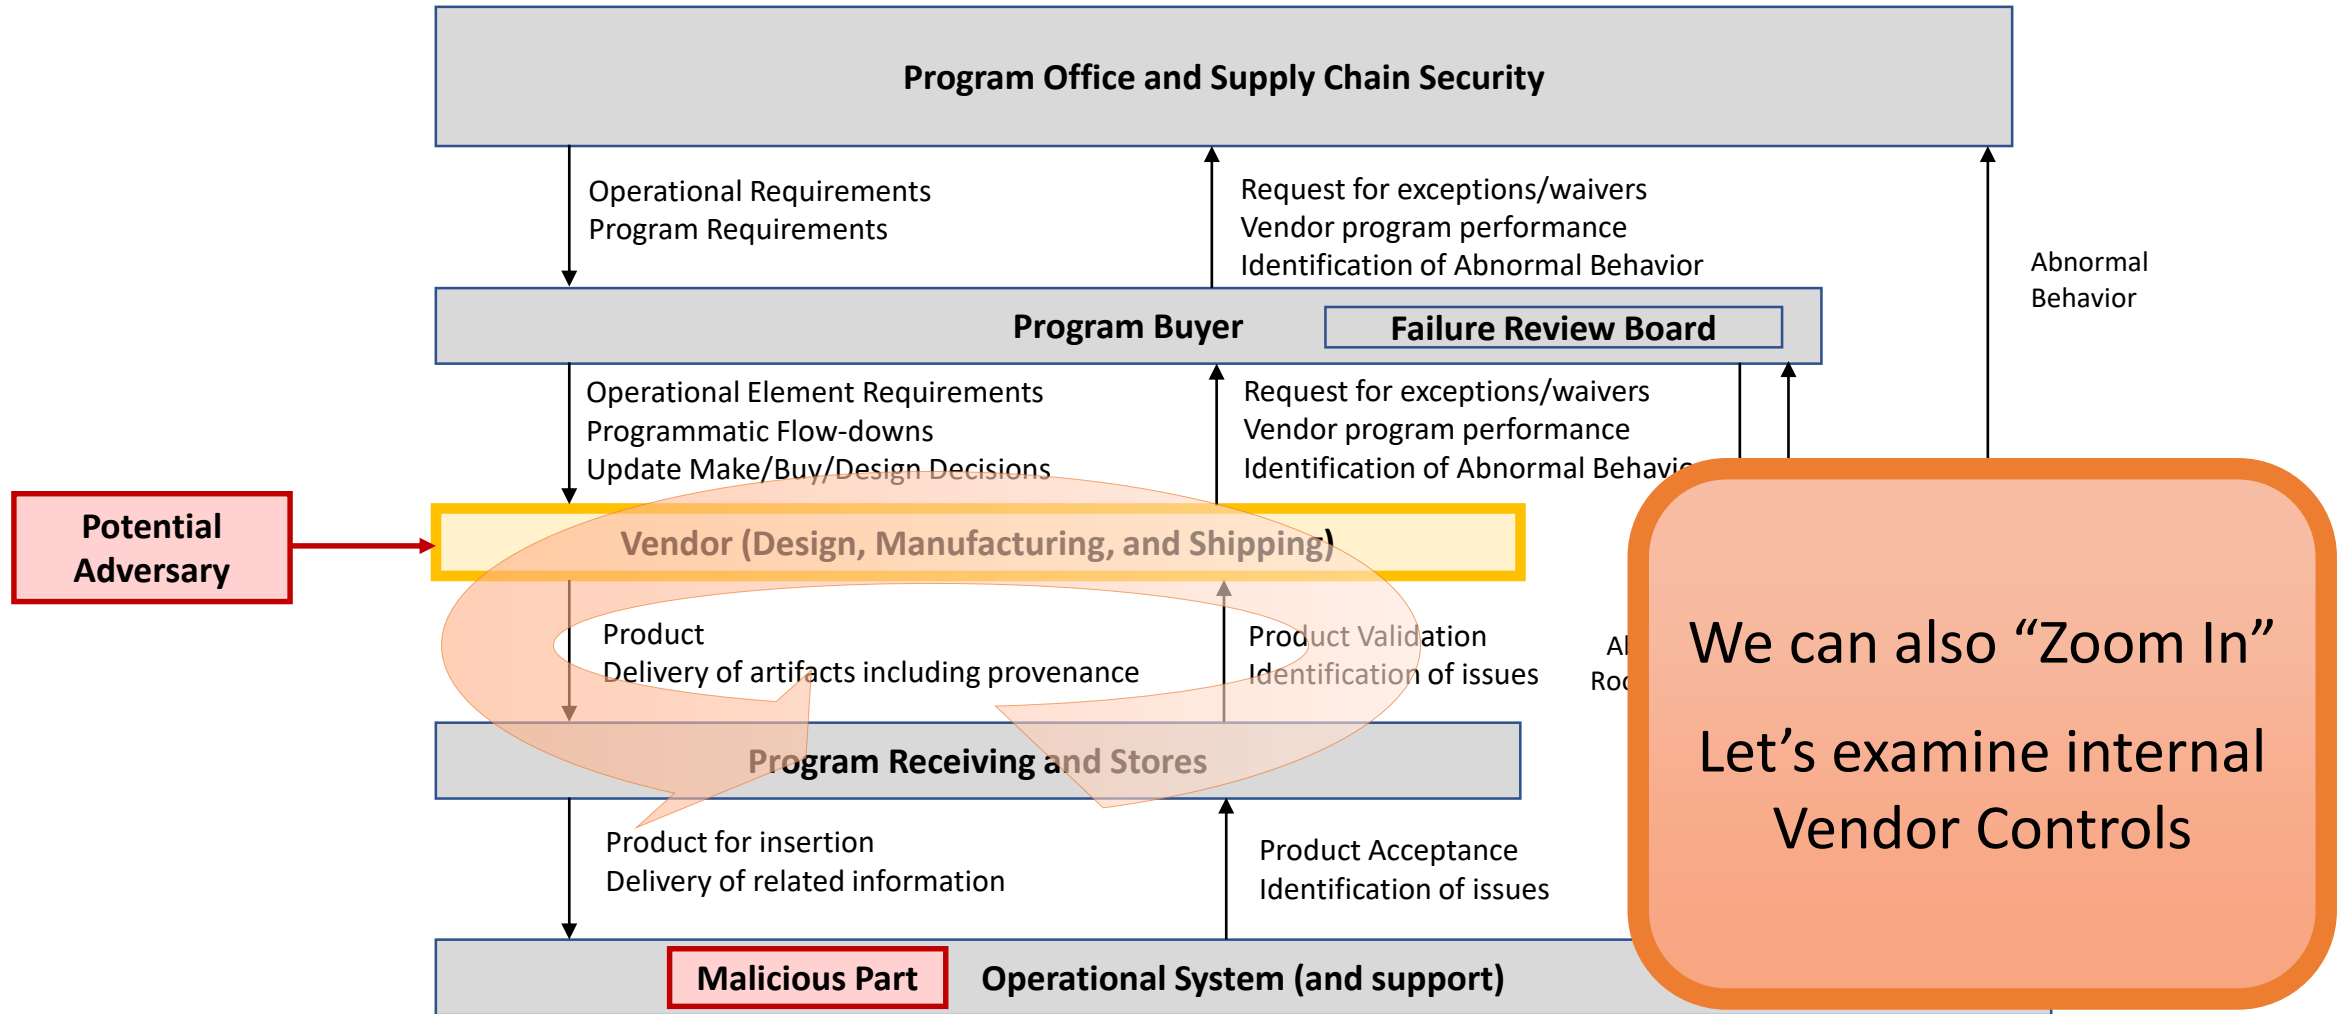 Program Office and Supply Chain Security
Operational Requirements
Program Requirements
Request for exceptions/waivers
Vendor program performance
Identification of Abnormal Behavior
Abnormal
Behavior
Program Buyer
Failure Review Board
Operational Element Requirements
Programmatic Flow-downs
Update Make/Buy/Design Decisions
Request for exceptions/waivers
Vendor program performance
Identification of Abnormal
Potential
Adversary
Vendor (Design, Manufacturing, and Shipping)
Product
Delivery of artifacts including provenance
Product Validation
Identification of issues
We can also “Zoom In”
Let’s examine internal
Vendor Controls
Program Receiving and Stores
Product for insertion
Delivery of related information
Product Acceptance
Identification of issues
Malicious Part
Operational System (and support)